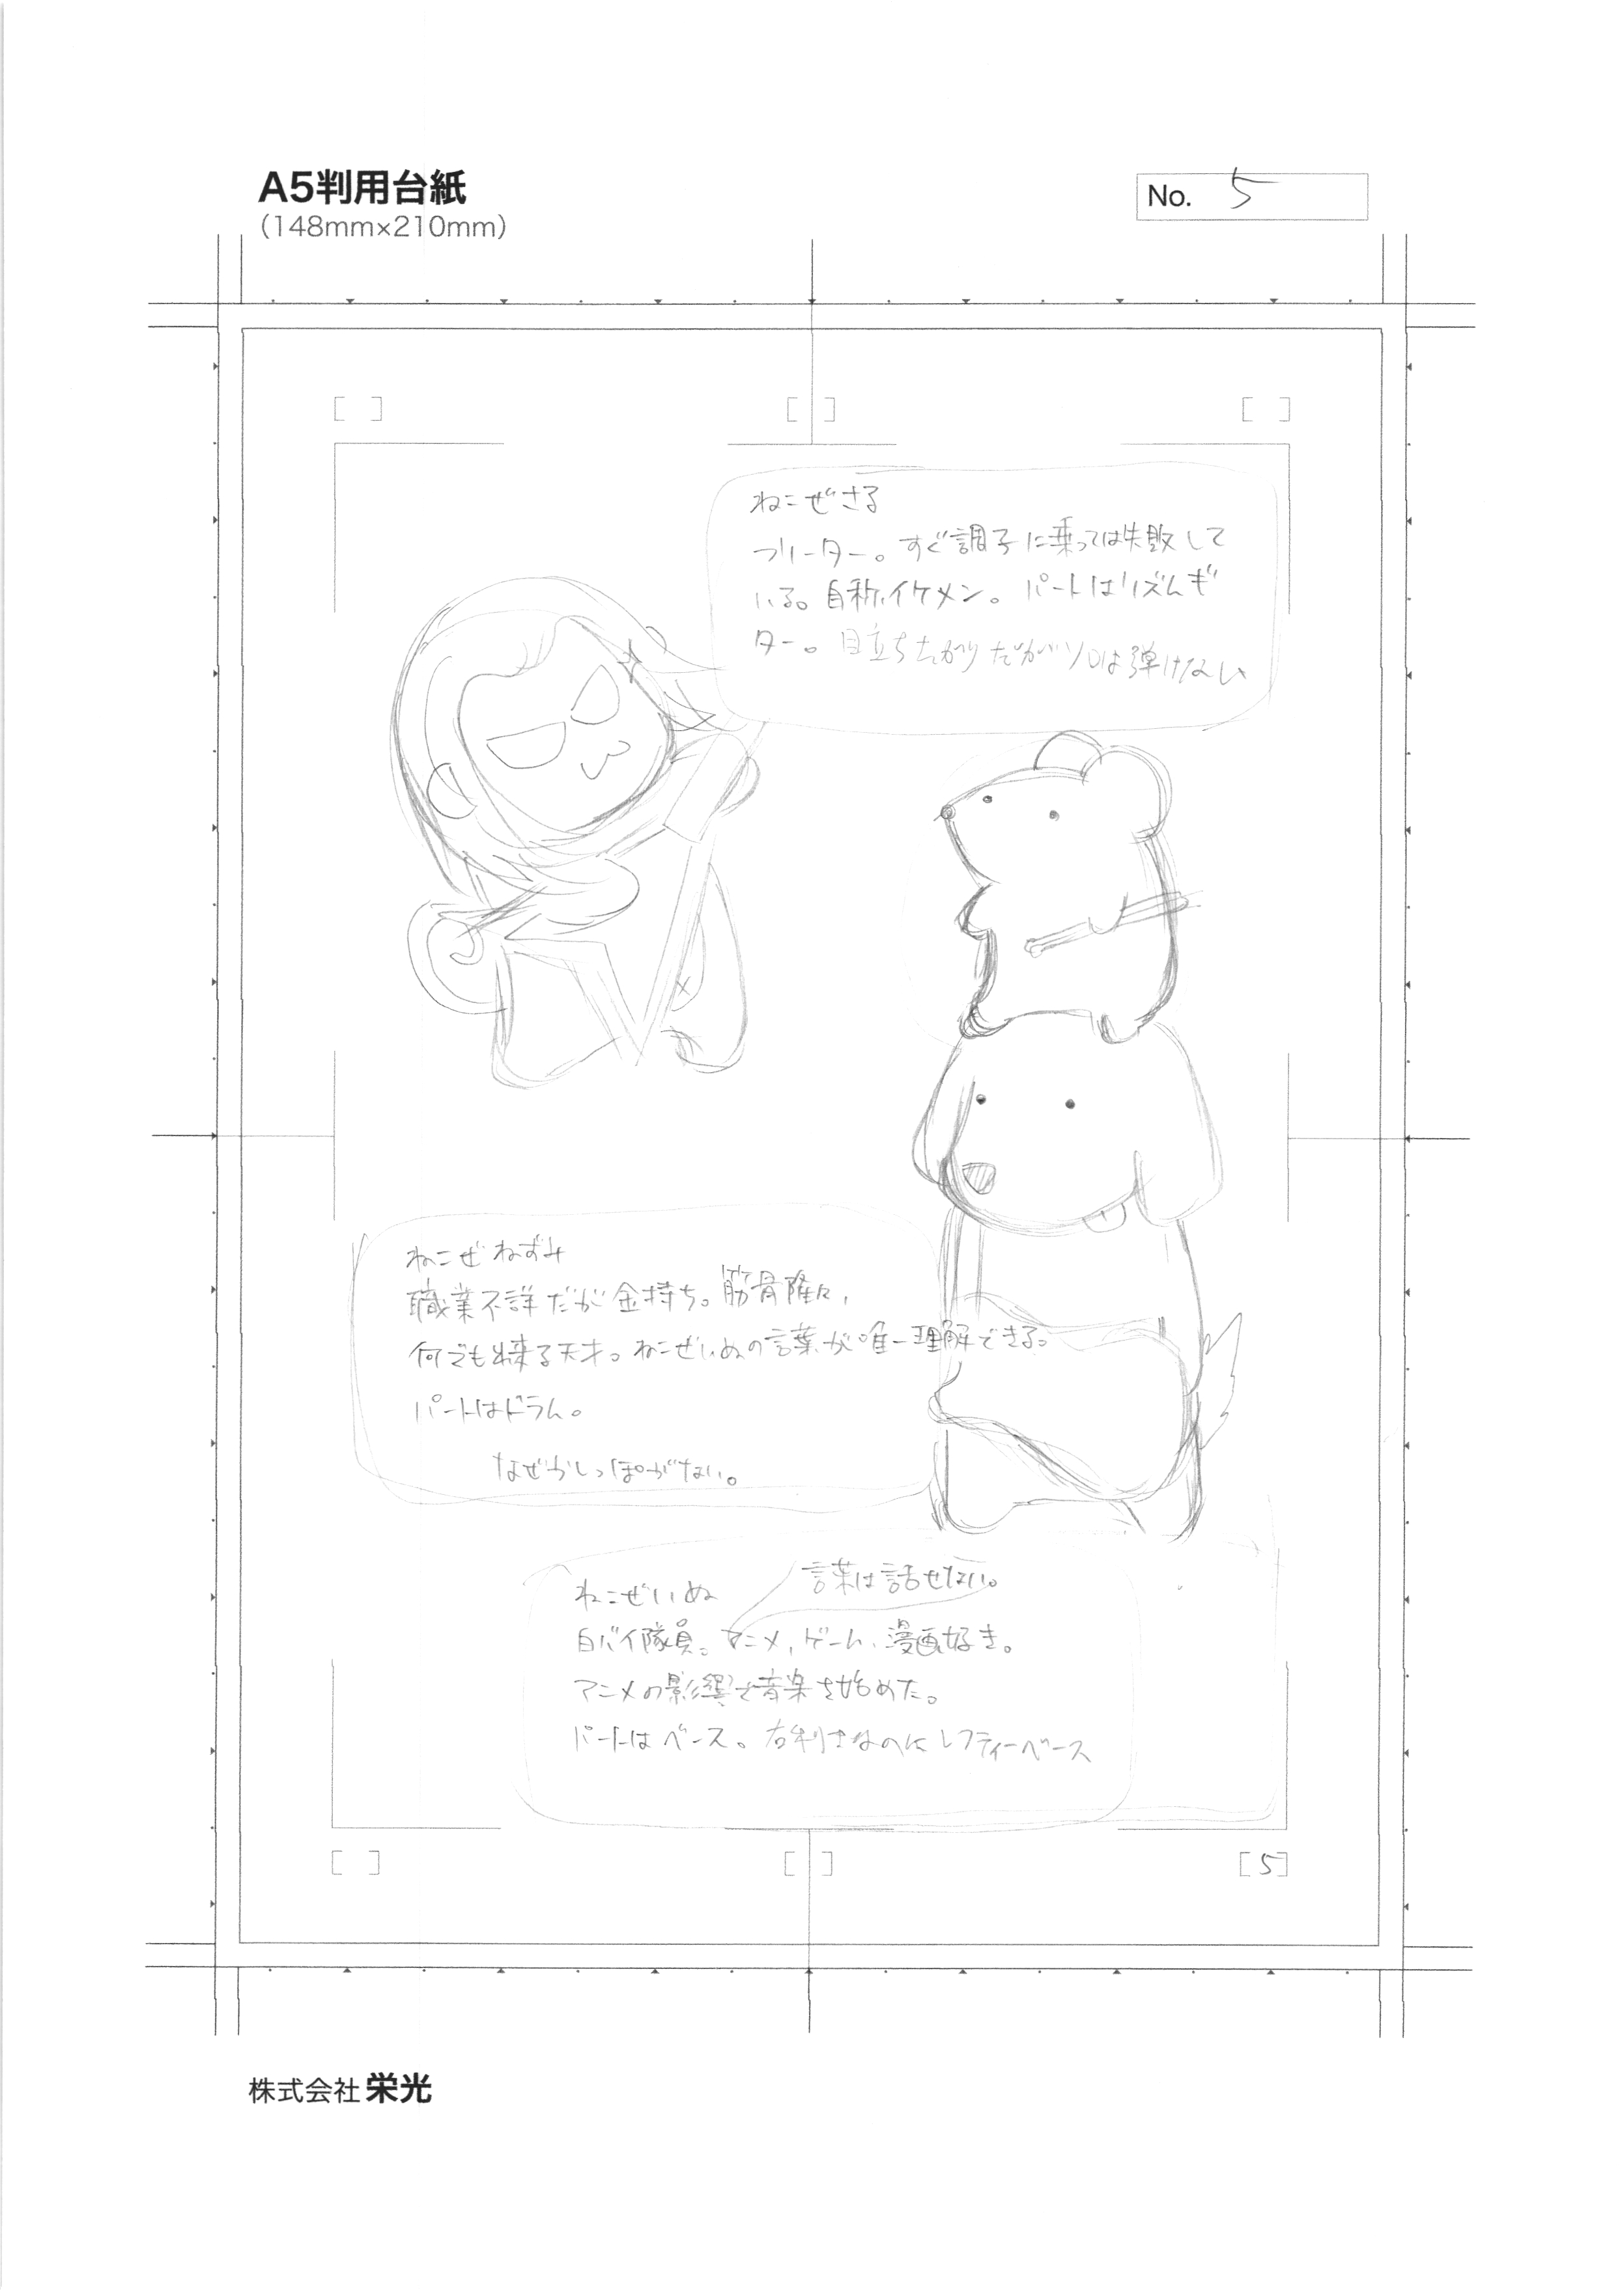 A5判用台紙
(148mm×210mm)
No. 5
ねこぜさる
フリーター。すぐ調子に乗っては失敗して
いる。自称イケメン。パートはリズムギ
ター。目立ちたがりだがソロは弾けない
ねこぜねずみ
職業不詳だが金持ち。筋骨隆々,
何でも出来る天才。ねこぜいぬの言葉が唯一理解できる。
パートはドラム。
なぜかしっぽがない。
ねこぜいぬ
言葉は話せない。
白バイ隊員。アニメ,ゲーム、漫画好き。
アニメの影響で音楽を始めた。
パートはベース。右利きなのにレフティーベース
[5]
株式会社 栄光